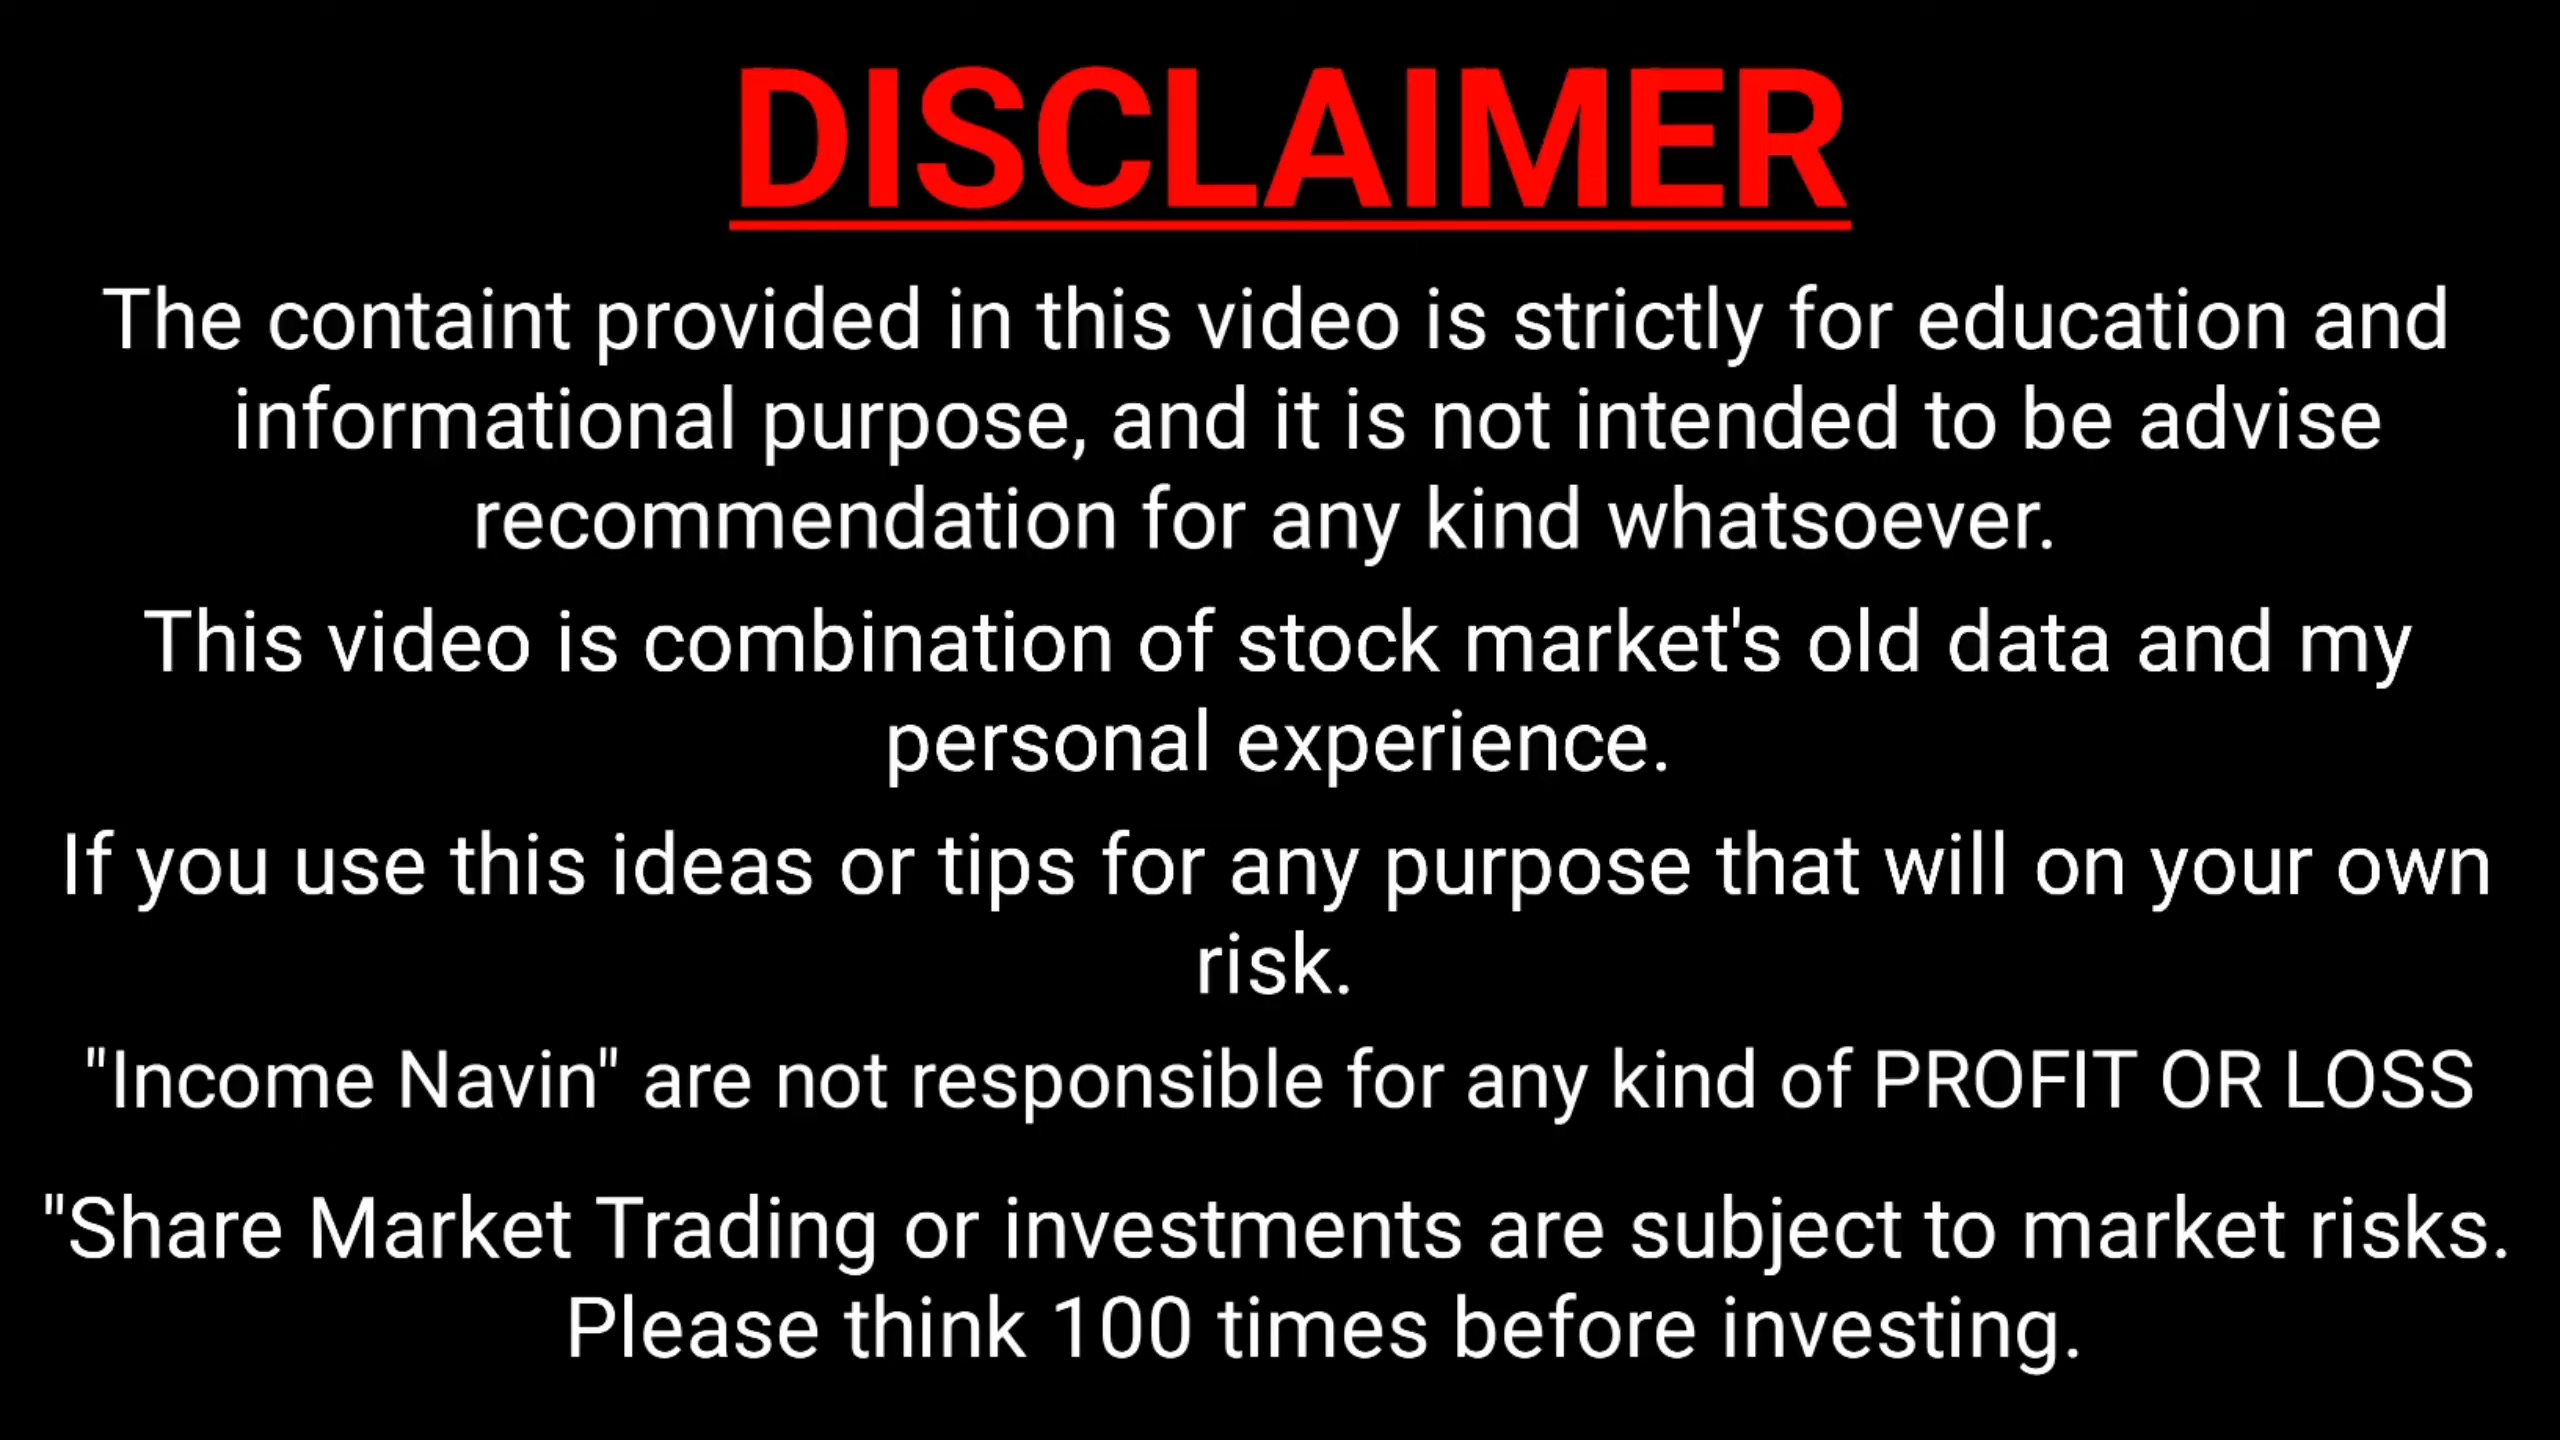 DISCLAIMER
The containt provided in this video is strictly for education and
informational purpose, and it is not intended to be advise
recommendation for any kind whatsoever.
This video is combination of stock market's old data and my
personal experience.
If you use this ideas or tips for any purpose that will on your own
risk.
"Income Navin" are not responsible for any kind of PROFIT OR LOSS
"Share Market Trading or investments are subject to market risks.
Please think 100 times before investing.